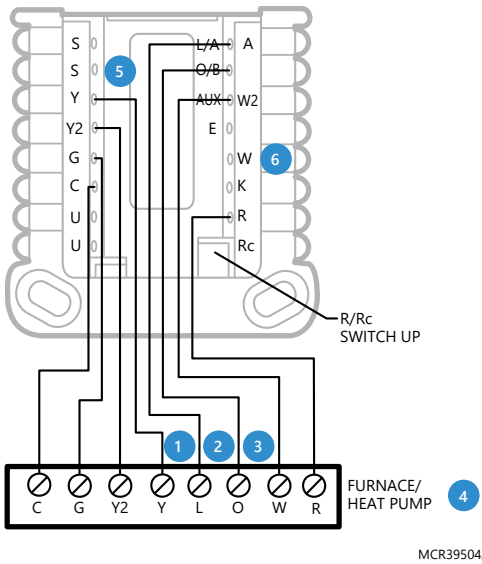 S L/A A
S 5 O/B
Y AUX W2
Y2 E
G W 6
C K
U R
U Rc
R/Rc
SWITCH UP
1 2 3
C G Y2 Y L O W R
FURNACE/
HEAT PUMP 4
MCR39504